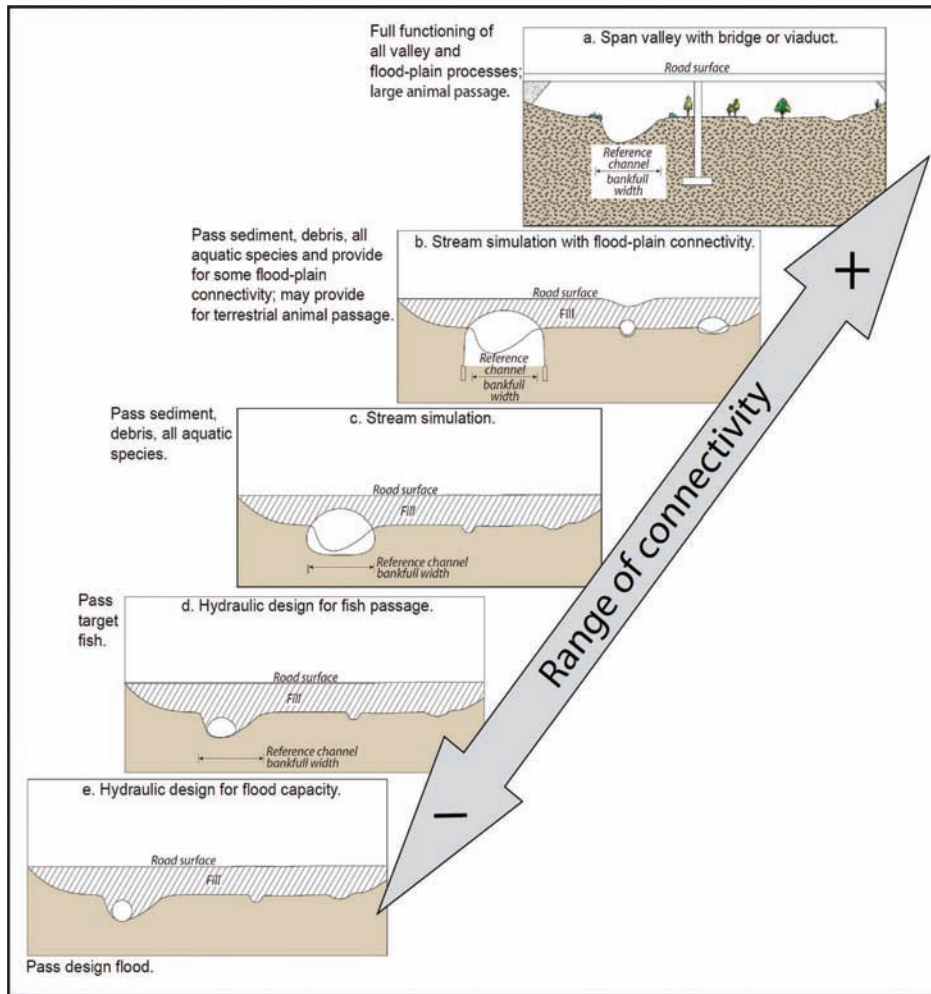 Full functioning of
all valley and
flood-plain processes;
large animal passage.
a. Span valley with bridge or viaduct.
Road surface
Reference
channel
bankfull
width
Pass sediment, debris, all
aquatic species and provide
for some flood-plain
connectivity; may provide
for terrestrial animal passage.
b. Stream simulation with flood-plain connectivity.
Road surface
Fill
Reference
channel
bankfull
width
Pass sediment,
debris, all aquatic
species.
c. Stream simulation.
Road surface
Fill
Reference channel
bankfull width
Pass
target
fish.
d. Hydraulic design for fish passage.
Road surface
Fill
Reference channel
bankfull width
e. Hydraulic design for flood capacity.
Road surface
Fill
Pass design flood.
+
Range of connectivity
−